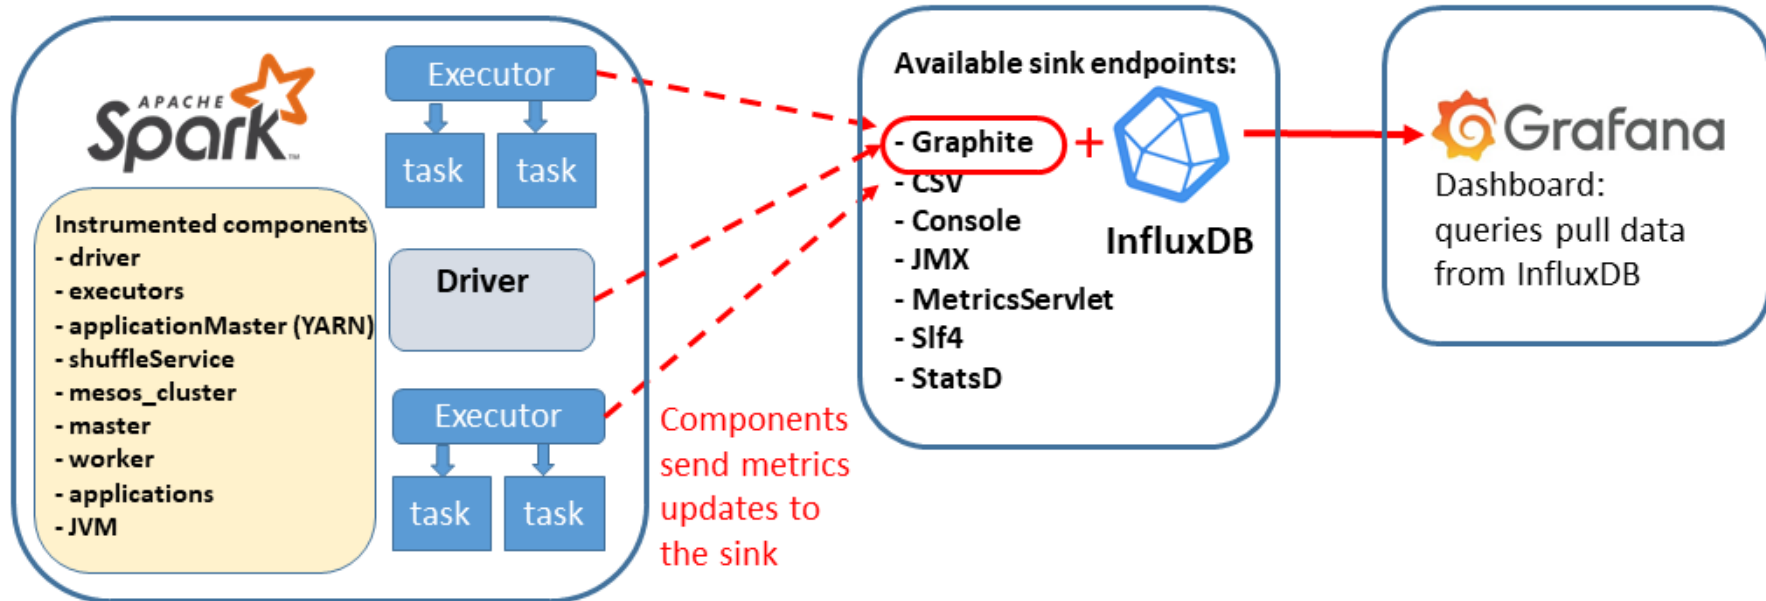 APACHE
Spark™
Instrumented components
- driver
- executors
- applicationMaster (YARN)
- shuffleService
- mesos_cluster
- master
- worker
- applications
- JVM
Executor
task task
Driver
Executor
task task
Components
send metrics
updates to
the sink
Available sink endpoints:
- Graphite +
- CSV
- Console
- JMX
- MetricsServlet
- Slf4
- StatsD
InfluxDB
Grafana
Dashboard:
queries pull data
from InfluxDB